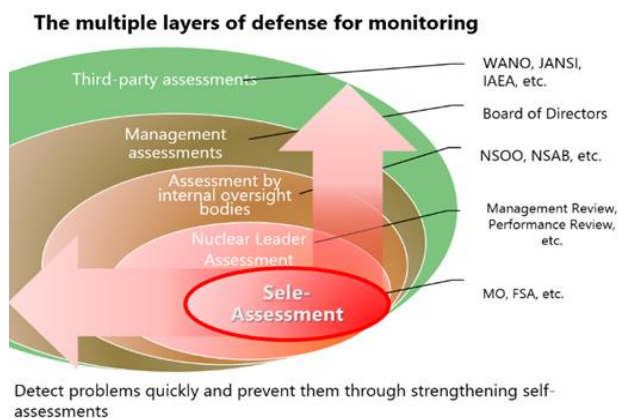 The multiple layers of defense for monitoring
Third-party assessments
WANO, JANSI,
IAEA, etc.
Board of Directors
Management
assessments
NSOO, NSAB, etc.
Assessment by
internal oversight
bodies
Management Review,
Performance Review,
etc.
Nuclear Leader
Assessment
MO, FSA, etc.
Sele-
Assessment
Detect problems quickly and prevent them through strengthening self-
assessments